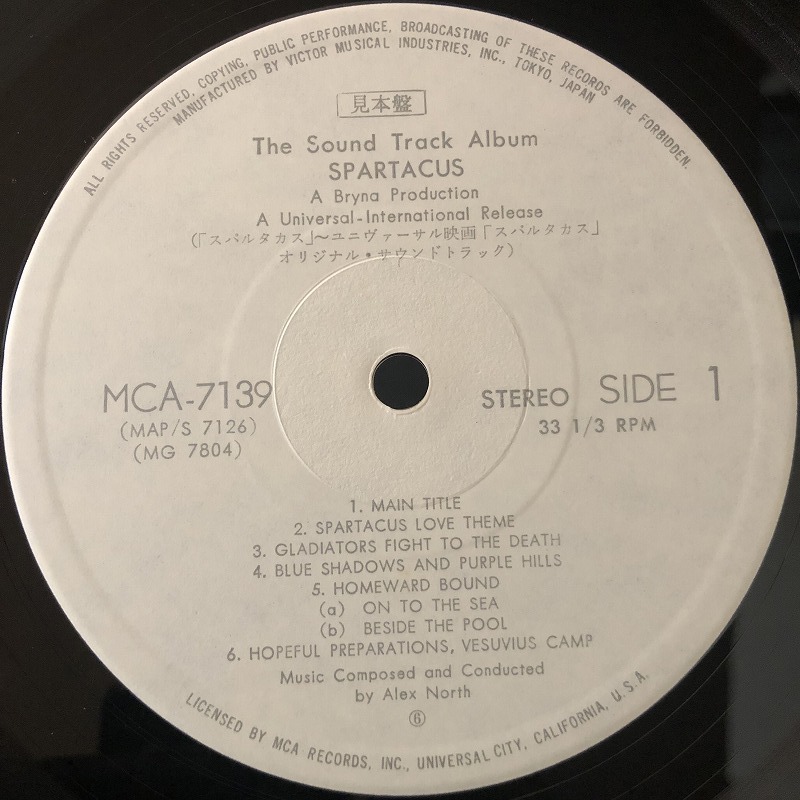 ALL RIGHTS RESERVED, COPYING, PUBLIC PERFORMANCE, BROADCASTING OF THESE RECORDS ARE FORBIDDEN.
MANUFACTURED BY VICTOR MUSICAL INDUSTRIES, INC., TOKYO, JAPAN
見本盤
The Sound Track Album
SPARTACUS
A Bryna Production
A Universal-International Release
(「スパルタカス」〜ユニヴァーサル映画「スパルタカス」
オリジナル・サウンドトラック)
MCA-7139
(MAP/S 7126)
(MG 7804)
STEREO SIDE 1
33 1/3 RPM
1. MAIN TITLE
2. SPARTACUS LOVE THEME
3. GLADIATORS FIGHT TO THE DEATH
4. BLUE SHADOWS AND PURPLE HILLS
5. HOMEWARD BOUND
(a) ON TO THE SEA
(b) BESIDE THE POOL
6. HOPEFUL PREPARATIONS, VESUVIUS CAMP
Music Composed and Conducted
by Alex North
⑥
LICENSED BY MCA RECORDS, INC., UNIVERSAL CITY, CALIFORNIA, U.S.A.